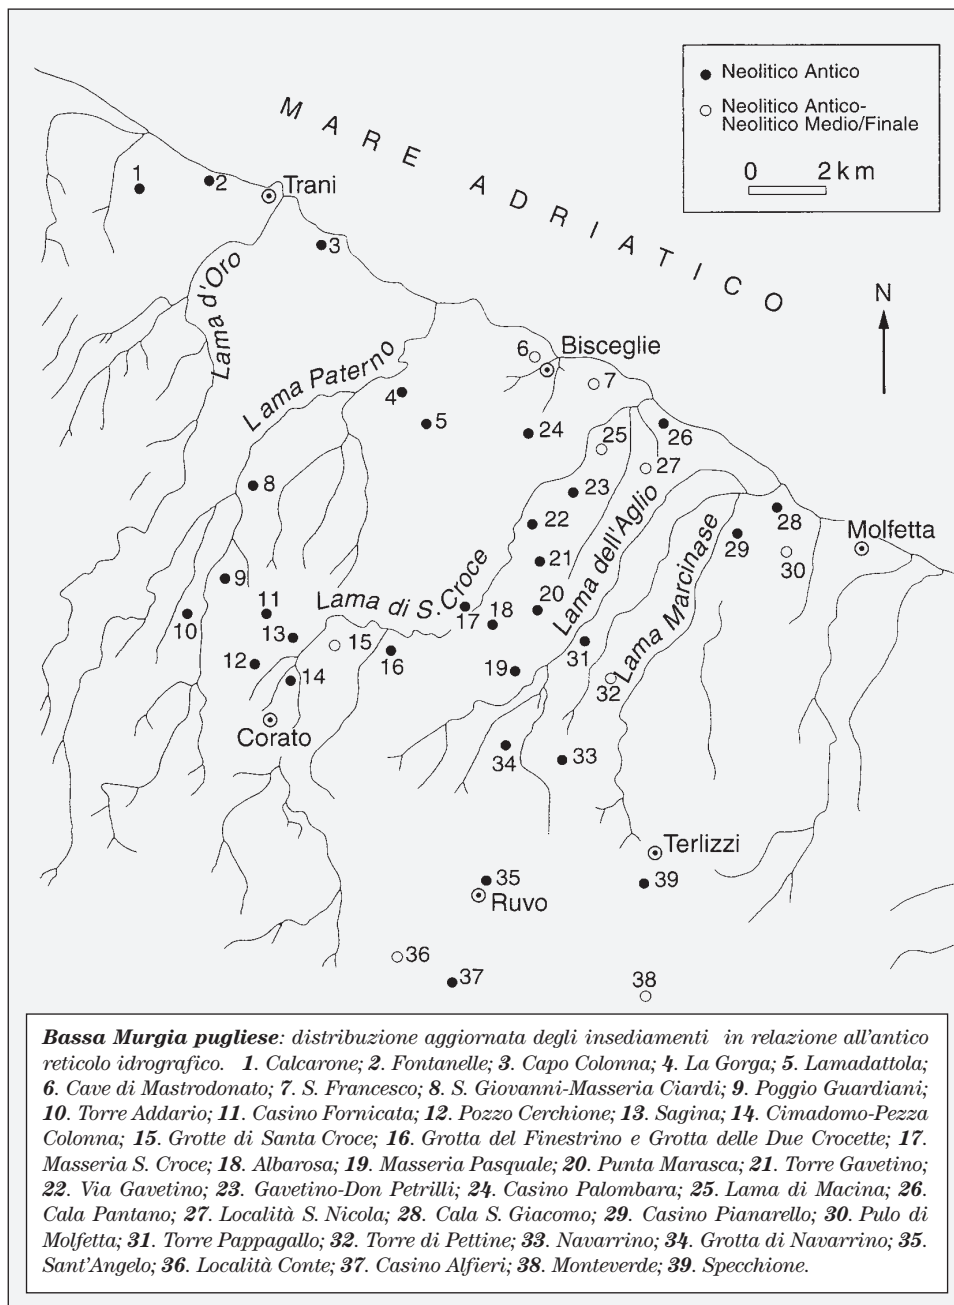 MARE ADRIATICO
Neolitico Antico
Neolitico Antico-
Neolitico Medio/Finale
0 2 km
N
1
2
Trani
3
Lama d'Oro
Lama Paterno
6
Bisceglie
7
4
5
24
25
26
27
8
23
22
28
29
Molfetta
30
21
Lama dell'Aglio
Lama Marcinase
9
10
11
Lama di S. Croce
17
18
20
13
15
16
12
14
19
31
32
Corato
34
33
Terlizzi
35
39
Ruvo
36
37
38
Bassa Murgia pugliese: distribuzione aggiornata degli insediamenti in relazione all'antico
reticolo idrografico. 1. Calcarone; 2. Fontanelle; 3. Capo Colonna; 4. La Gorga; 5. Lamadattola;
6. Cave di Mastrodonato; 7. S. Francesco; 8. S. Giovanni-Masseria Ciardi; 9. Poggio Guardiani;
10. Torre Addario; 11. Casino Fornicata; 12. Pozzo Cerchione; 13. Sagina; 14. Cimadomo-Pezza
Colonna; 15. Grotte di Santa Croce; 16. Grotta del Finestrino e Grotta delle Due Crocette; 17.
Masseria S. Croce; 18. Albarosa; 19. Masseria Pasquale; 20. Punta Marasca; 21. Torre Gavetino;
22. Via Gavetino; 23. Gavetino-Don Petrilli; 24. Casino Palombara; 25. Lama di Macina; 26.
Cala Pantano; 27. Località S. Nicola; 28. Cala S. Giacomo; 29. Casino Pianarello; 30. Pulo di
Molfetta; 31. Torre Pappagallo; 32. Torre di Pettine; 33. Navarrino; 34. Grotta di Navarrino; 35.
Sant'Angelo; 36. Località Conte; 37. Casino Alfieri; 38. Monteverde; 39. Specchione.